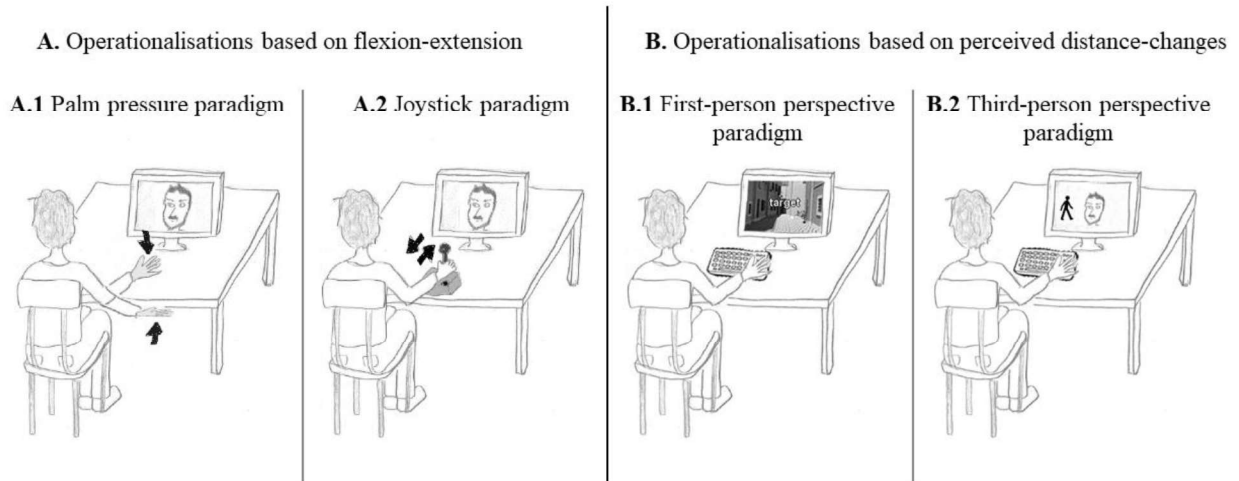 A. Operationalisations based on flexion-extension
B. Operationalisations based on perceived distance-changes
A.1 Palm pressure paradigm
A.2 Joystick paradigm
B.1 First-person perspective
paradigm
B.2 Third-person perspective
paradigm
target